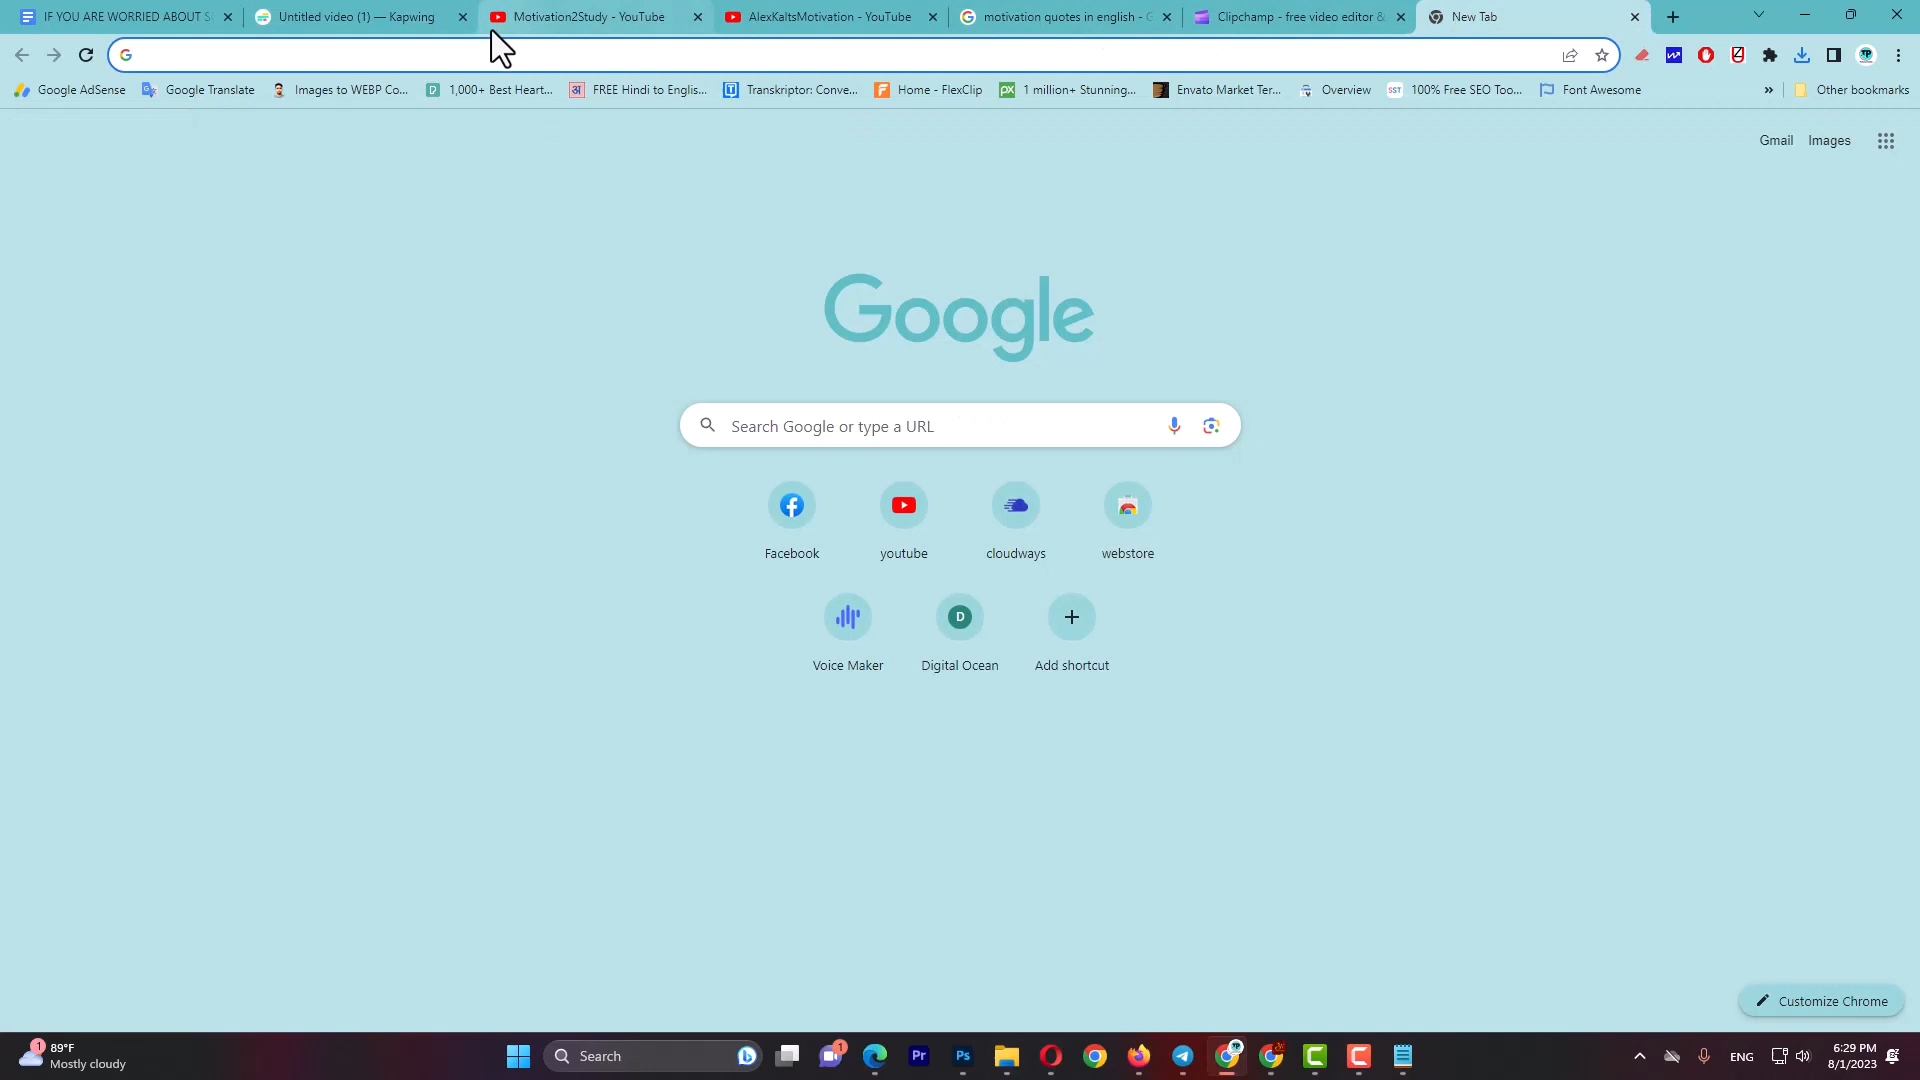 IF YOU ARE WORRIED ABOUT S
Untitled video (1) — Kapwing
Motivation2Study - YouTube
AlexKaltsMotivation - YouTube
motivation quotes in english - G
Clipchamp - free video editor &
New Tab
Google AdSense
Google Translate
Images to WEBP Co...
1,000+ Best Heart...
FREE Hindi to Englis...
Transkriptor: Conve...
Home - FlexClip
1 million+ Stunning...
Envato Market Ter...
Overview
100% Free SEO Too...
Font Awesome
»
Other bookmarks
Gmail
Images
Google
Search Google or type a URL
Facebook
youtube
cloudways
webstore
D
Voice Maker
Digital Ocean
Add shortcut
Customize Chrome
1
89°F
Mostly cloudy
Search
1
Pr
Ps
ENG
6:29 PM
8/1/2023